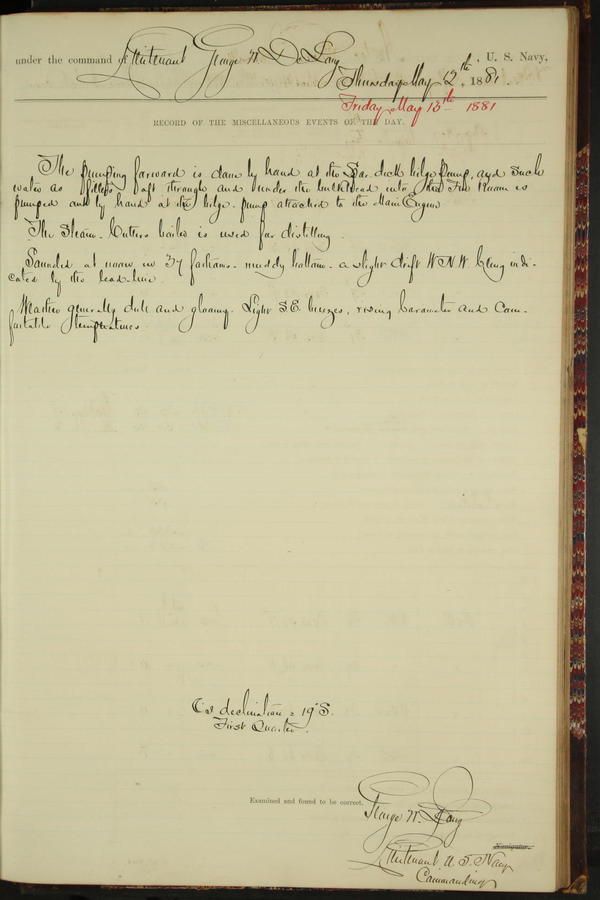 under the command of Lieutenant George W. De Long, U. S. Navy,
Thursday May 12th, 1881.
Friday May 13th 1881
RECORD OF THE MISCELLANEOUS EVENTS OF THE DAY.
The pumping forward is done by hand at the Spar deck bilge pump, and such
water as filters aft through and under the bulkhead into the Fire Room is
pumped out by hand at the bilge pump attached to the Main Engine
The Steam-Cutters boiler is used for distilling.
Sounded at noon in 37 fathoms - muddy bottom - a slight drift W.N.W. being indi-
cated by the lead-line.
Weather generally dull and gloomy. Light S.E. breezes, rising barometer and com-
fortable temperatures
declination = 19° S.
First Quarter.
Examined and found to be correct.
George W. De Long
Navigator.
Lieutenant U. S. Navy
Commanding